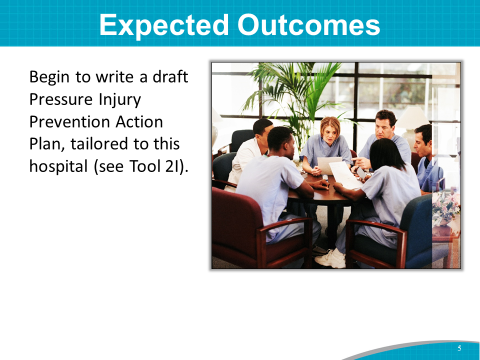 Expected Outcomes
Begin to write a draft
Pressure Injury
Prevention Action
Plan, tailored to this
hospital (see Tool 2I).
5